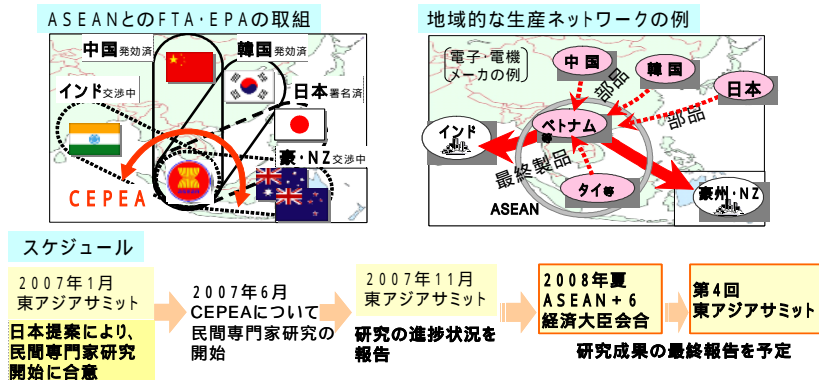 ASEANとのFTA・EPAの取組
中国発効済
韓国発効済
インド交渉中
日本署名済
豪・NZ交渉中
CEPEA
地域的な生産ネットワークの例
電子・電機
メーカの例
中国
韓国
日本
部品
部品
インド
ベトナム等
最終製品
タイ等
ASEAN
豪州・NZ
スケジュール
2007年1月
東アジアサミット
日本提案により、
民間専門家研究
開始に合意
2007年6月
CEPEAについて
民間専門家研究の
開始
2007年11月
東アジアサミット
研究の進捗状況を
報告
2008年夏
ASEAN+6
経済大臣会合
第4回
東アジアサミット
研究成果の最終報告を予定